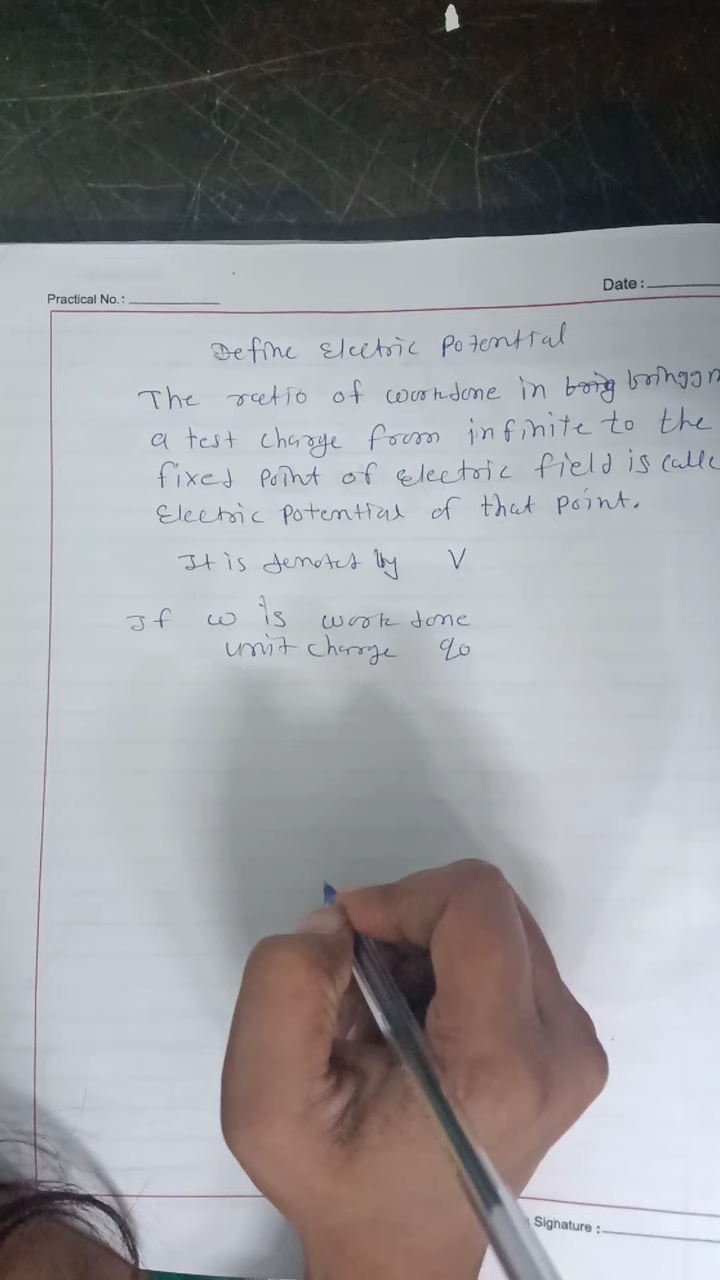 Practical No.:
Date :
Define Electric Potential
The ratio of workdone in bringgn
a test charge from infinite to the
fixed point of electric field is calle
Electric Potential of that point.
It is denoted by V
If w is work done
unit charge q0
Signature :